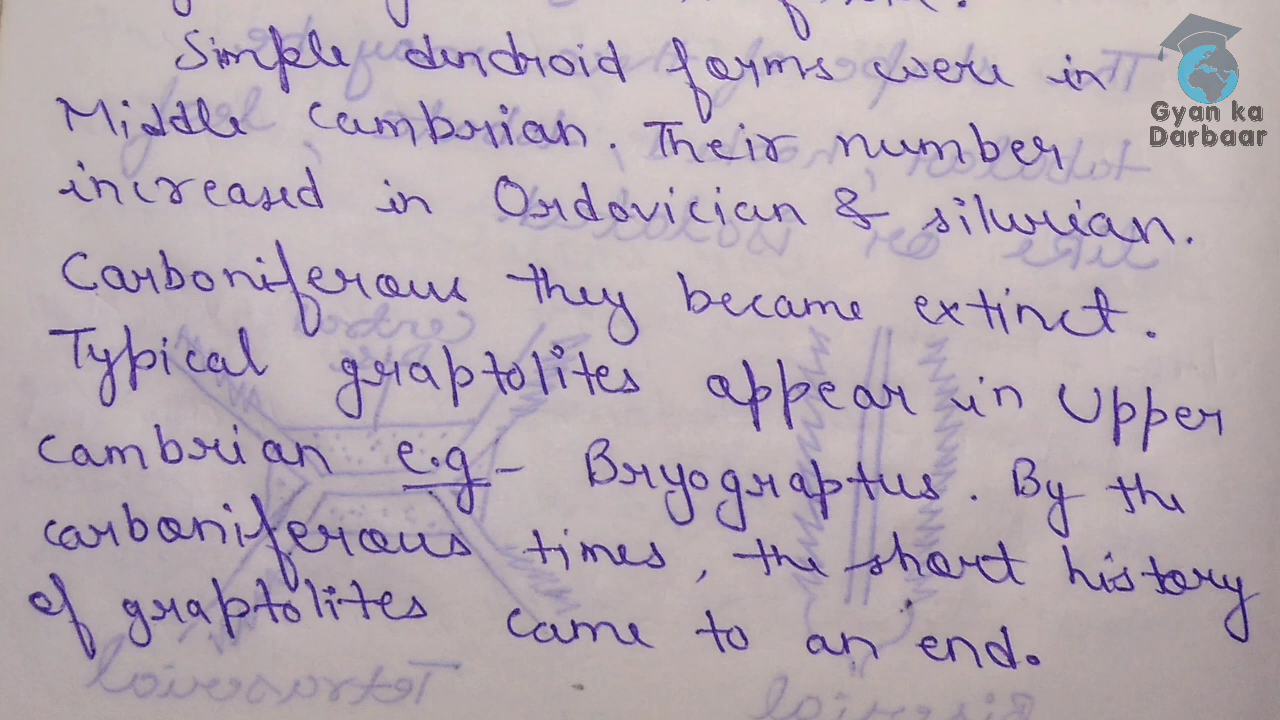 Simple dendroid forms were in
Middle Cambrian. Their number
increased in Ordovician & silurian.
Carboniferous they became extinct.
Typical graptolites appear in Upper
Cambrian e.g - Bryograptus. By the
carboniferous times, the short history
of graptolites came to an end.
Gyan ka
Darbaar